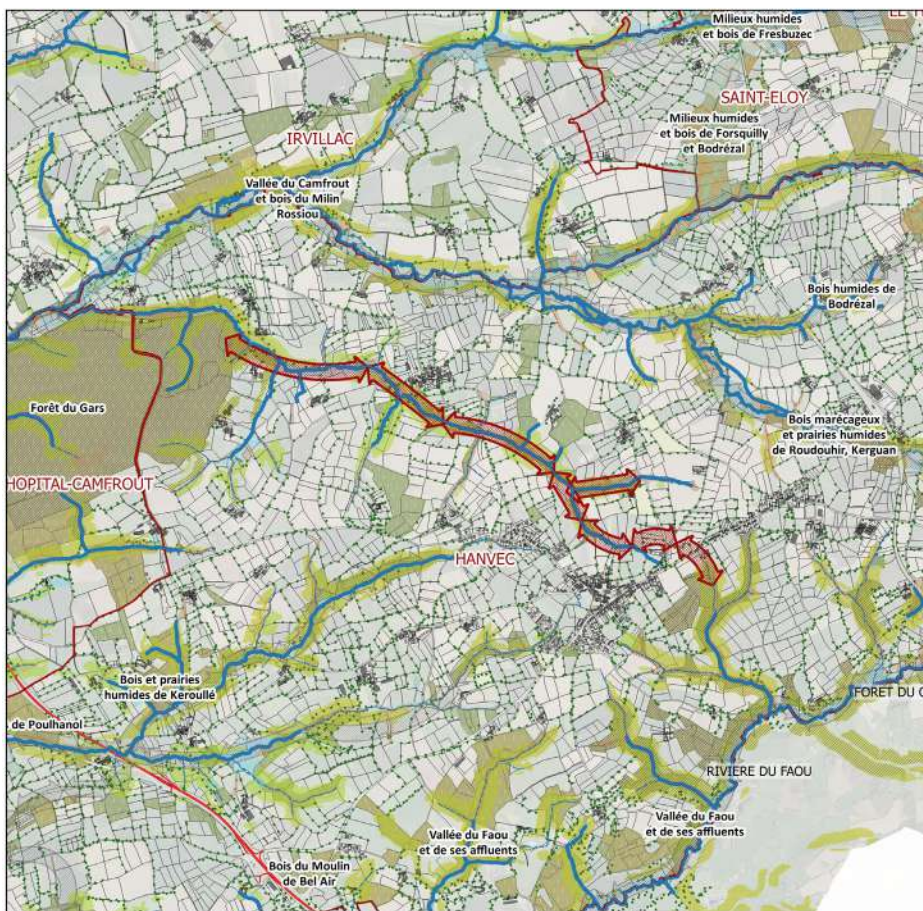 Milieux humides
et bois de Fresbuzec
SAINT-ELOY
Milieux humides
et bois de Forsquilly
et Bodrézal
IRVILLAC
Vallée du Camfrout
et bois du Milin
Rossiou
Bois humides de
Bodrézal
Forêt du Gars
Bois marécageux
et prairies humides
de Roudouhir, Kerguan
HOPITAL-CAMFROUT
HANVEC
Bois et prairies
humides de Keroullé
FORET DU
de Poulhanol
RIVIERE DU FAOU
Vallée du Faou
et de ses affluents
Vallée du Faou
et de ses affluents
Bois du Moulin
de Bel Air